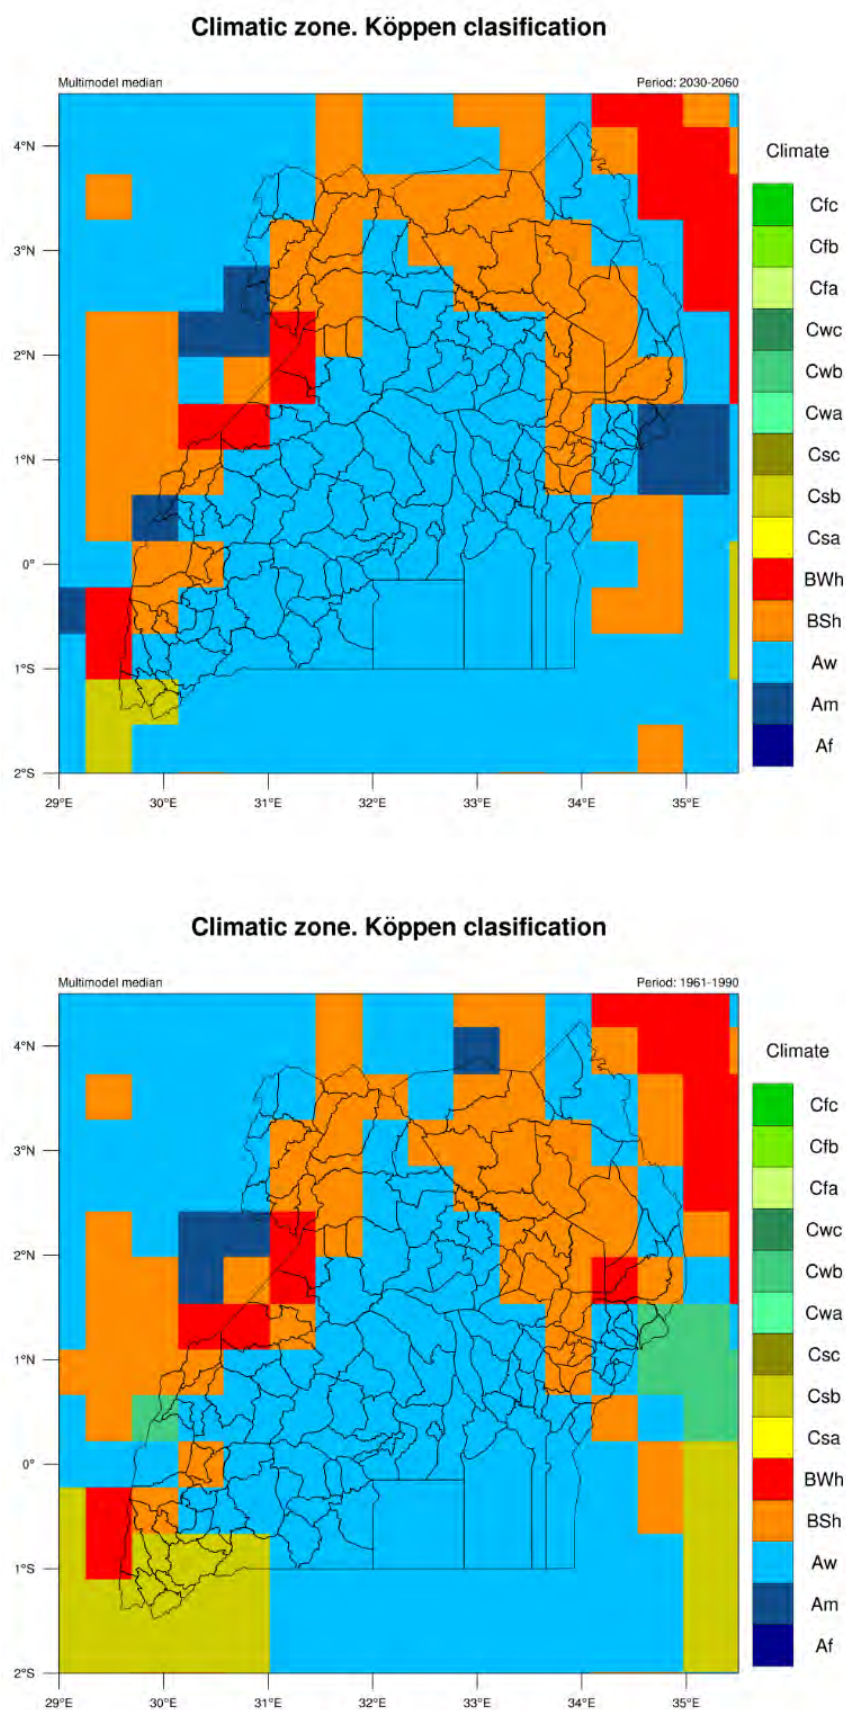 Climatic zone. Köppen clasification
Multimodel median
Period: 2030-2060
4°N
3°N
2°N
1°N
0°
1°S
2°S
29°E
30°E
31°E
32°E
33°E
34°E
35°E
Climate
Cfc
Cfb
Cfa
Cwc
Cwb
Cwa
Csc
Csb
Csa
BWh
BSh
Aw
Am
Af
Climatic zone. Köppen clasification
Multimodel median
Period: 1961-1990
4°N
3°N
2°N
1°N
0°
1°S
2°S
29°E
30°E
31°E
32°E
33°E
34°E
35°E
Climate
Cfc
Cfb
Cfa
Cwc
Cwb
Cwa
Csc
Csb
Csa
BWh
BSh
Aw
Am
Af